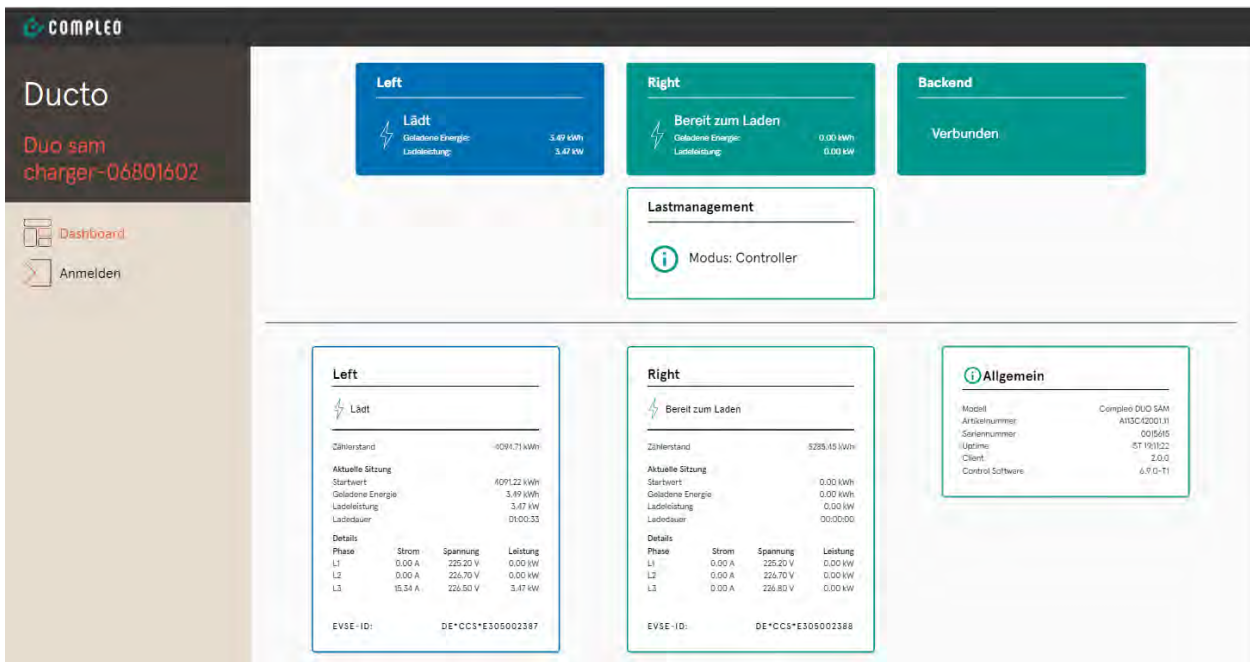 COMPLEO
Ducto
Duo sam
charger-06801602
Dashboard
Anmelden
Left
Lädt
Geladene Energie: 3.49 kWh
Ladeleistung: 3.47 kW
Right
Bereit zum Laden
Geladene Energie: 0.00 kWh
Ladeleistung: 0.00 kW
Backend
Verbunden
Lastmanagement
Modus: Controller
Left
Lädt
Zählerstand 4094.71 kWh
Aktuelle Sitzung
Startwert 4091.22 kWh
Geladene Energie 3.49 kWh
Ladeleistung 3.47 kW
Ladedauer 01:00:33
Details
Phase Strom Spannung Leistung
L1 0.00 A 225.20 V 0.00 kW
L2 0.00 A 226.70 V 0.00 kW
L3 15.34 A 226.50 V 3.47 kW
EVSE-ID: DE*CCS*E305002387
Right
Bereit zum Laden
Zählerstand 5285.45 kWh
Aktuelle Sitzung
Startwert 0.00 kWh
Geladene Energie 0.00 kWh
Ladeleistung 0.00 kW
Ladedauer 00:00:00
Details
Phase Strom Spannung Leistung
L1 0.00 A 225.20 V 0.00 kW
L2 0.00 A 226.70 V 0.00 kW
L3 0.00 A 226.80 V 0.00 kW
EVSE-ID: DE*CCS*E305002388
Allgemein
Modell Compleo DUO SAM
Artikelnummer
Seriennummer 0015615
Uptime 5T 19:11:22
Client 2.0.0
Control Software 6.9.0-T1